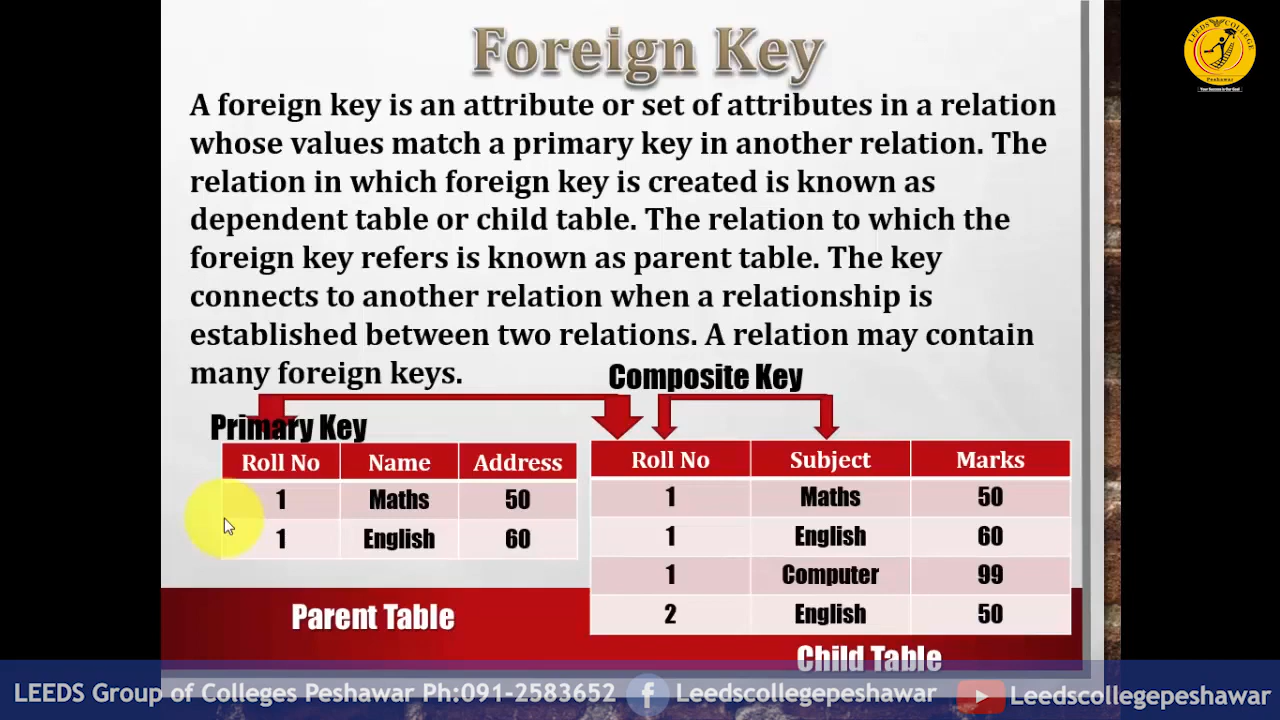 Foreign Key
A foreign key is an attribute or set of attributes in a relation
whose values match a primary key in another relation. The
relation in which foreign key is created is known as
dependent table or child table. The relation to which the
foreign key refers is known as parent table. The key
connects to another relation when a relationship is
established between two relations. A relation may contain
many foreign keys.
Composite Key
Primary Key
Roll No Name Address
1 Maths 50
1 English 60
Parent Table
Roll No Subject Marks
1 Maths 50
1 English 60
1 Computer 99
2 English 50
Child Table
LEEDS COLLEGE
Peshawar
LEEDS Group of Colleges Peshawar Ph:091-2583652 f Leedscollegepeshawar Leedscollegepeshawar